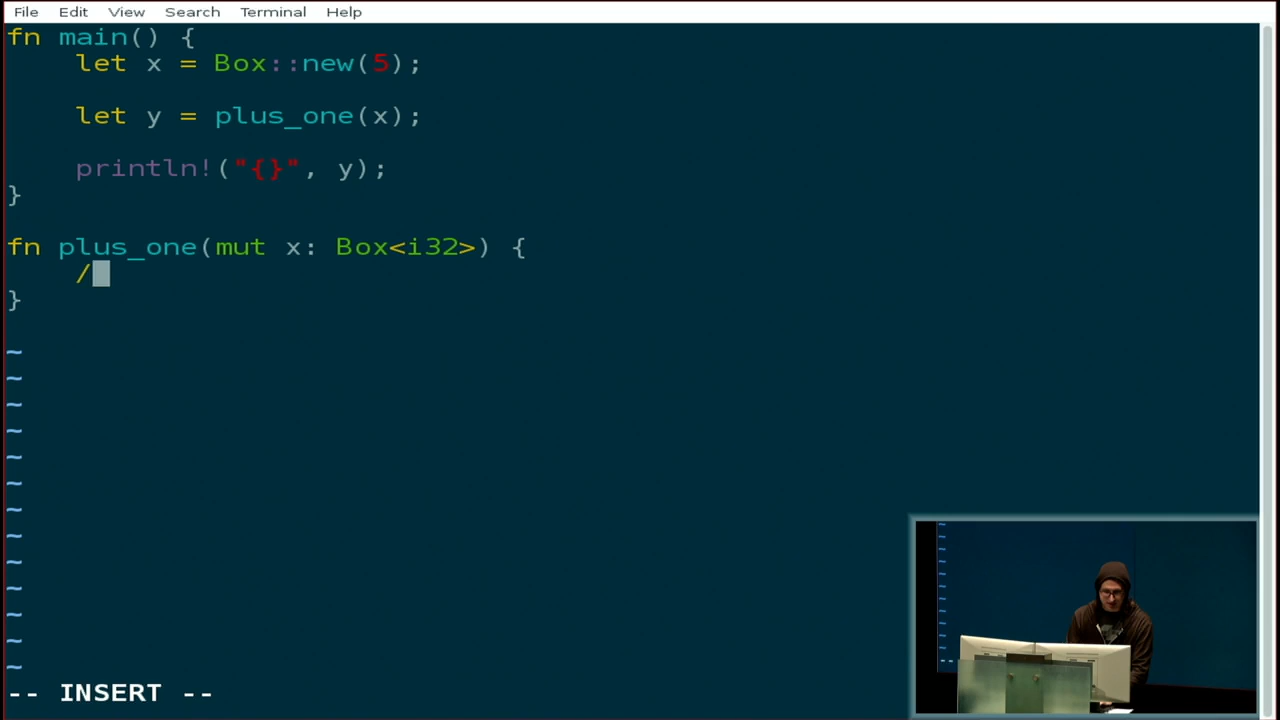 File Edit View Search Terminal Help
fn main() {
    let x = Box::new(5);
    let y = plus_one(x);
    println!("{}", y);
}
fn plus_one(mut x: Box<i32>) {
    /
}
~
~
~
~
~
~
~
~
~
~
~
~
~
-- INSERT --